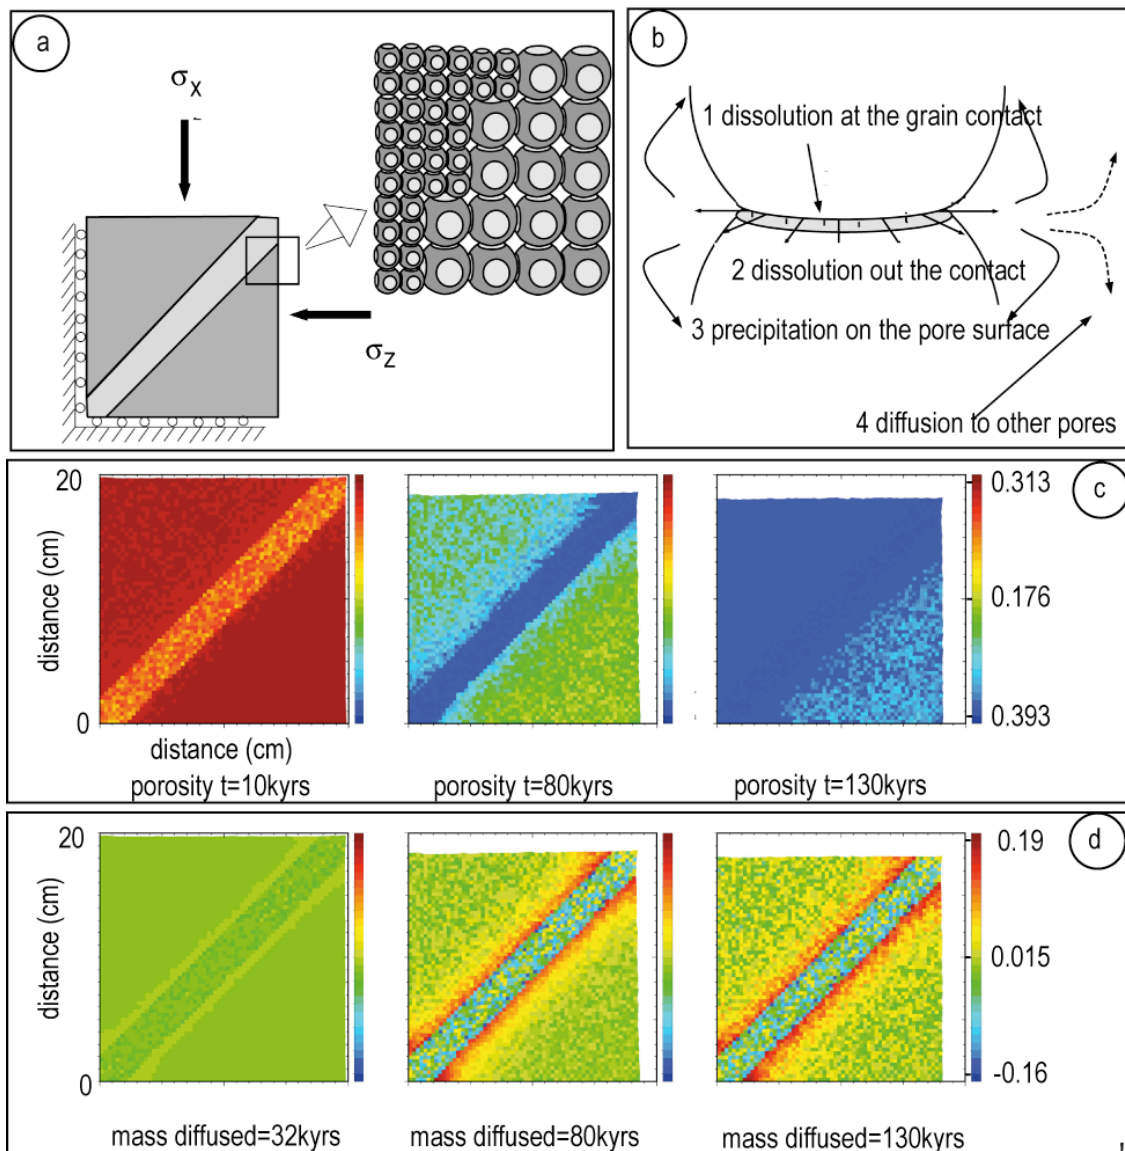 a
σX
σZ
b
1 dissolution at the grain contact
2 dissolution out the contact
3 precipitation on the pore surface
4 diffusion to other pores
c
20
distance (cm)
0
distance (cm)
0.313
0.176
0.393
porosity t=10kyrs
porosity t=80kyrs
porosity t=130kyrs
d
20
distance (cm)
0
0.19
0.015
-0.16
mass diffused=32kyrs
mass diffused=80kyrs
mass diffused=130kyrs